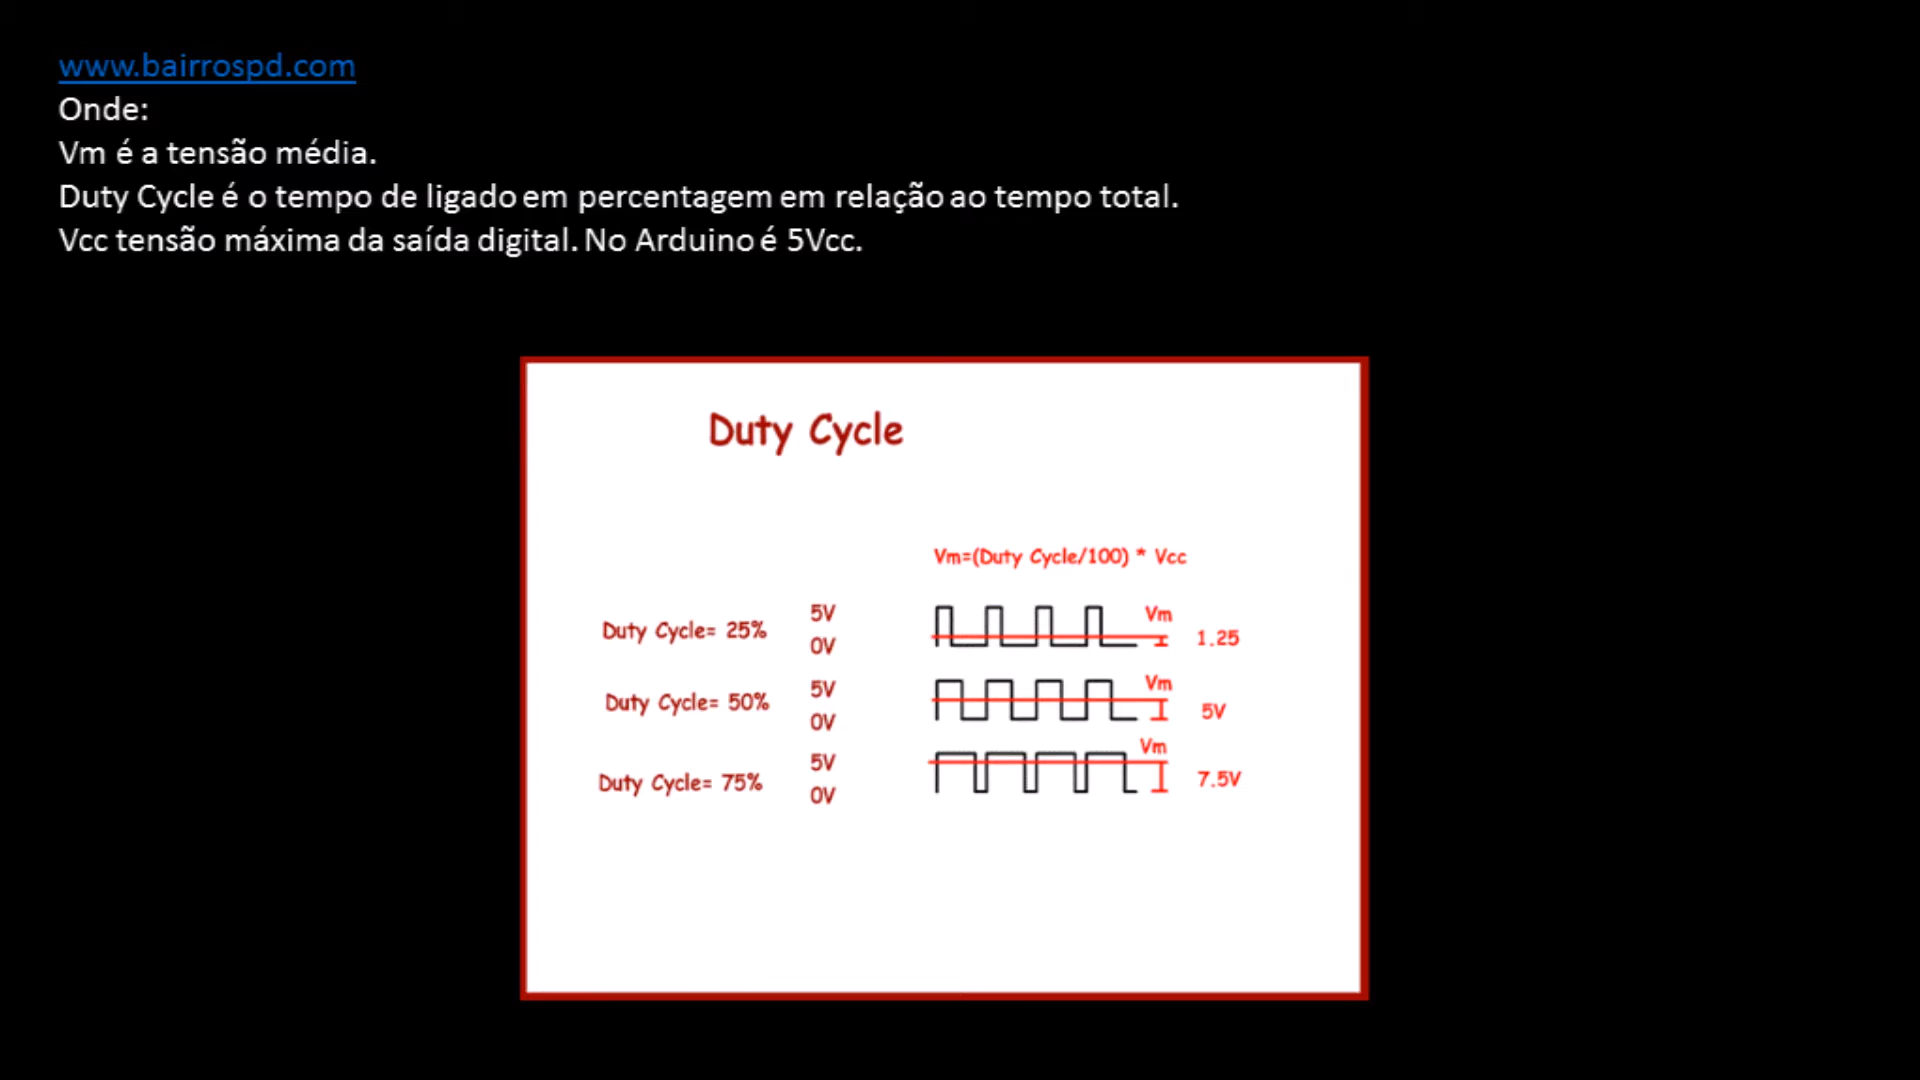 www.bairrospd.com
Onde:
Vm é a tensão média.
Duty Cycle é o tempo de ligado em percentagem em relação ao tempo total.
Vcc tensão máxima da saída digital. No Arduino é 5Vcc.
Duty Cycle
Vm=(Duty Cycle/100) * Vcc
Duty Cycle= 25%
5V
0V
Vm
1.25
Duty Cycle= 50%
5V
0V
Vm
5V
Duty Cycle= 75%
5V
0V
Vm
7.5V